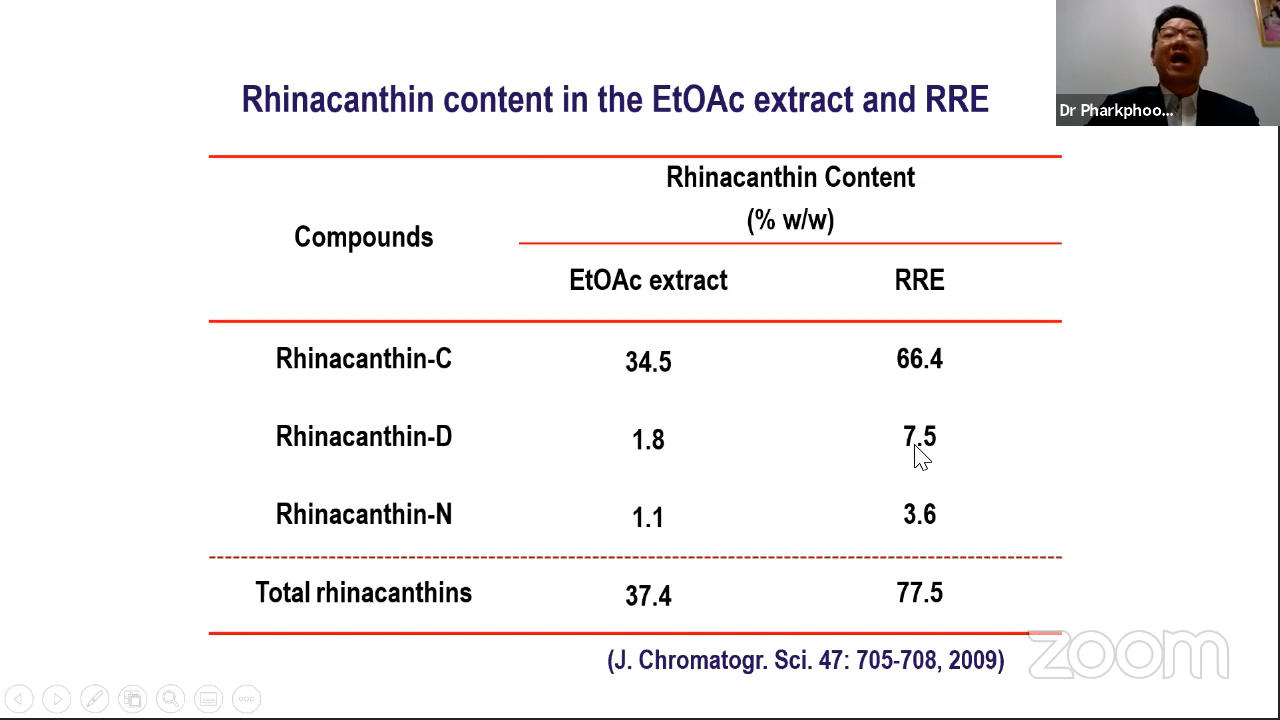 Rhinacanthin content in the EtOAc extract and RRE
Dr Pharkphoo...
Compounds
Rhinacanthin Content
(% w/w)
EtOAc extract RRE
Rhinacanthin-C 34.5 66.4
Rhinacanthin-D 1.8 7.5
Rhinacanthin-N 1.1 3.6
Total rhinacanthins 37.4 77.5
(J. Chromatogr. Sci. 47: 705-708, 2009)
zoom